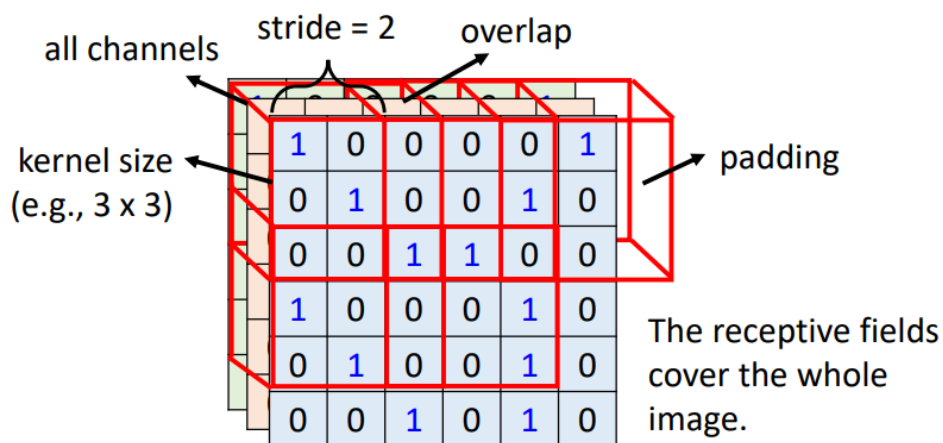 stride = 2
overlap
all channels
kernel size
(e.g., 3 x 3)
padding
1 0 0 0 0 1
0 1 0 0 1 0
0 0 1 1 0 0
1 0 0 0 1 0
0 1 0 0 1 0
0 0 1 0 1 0
The receptive fields
cover the whole
image.